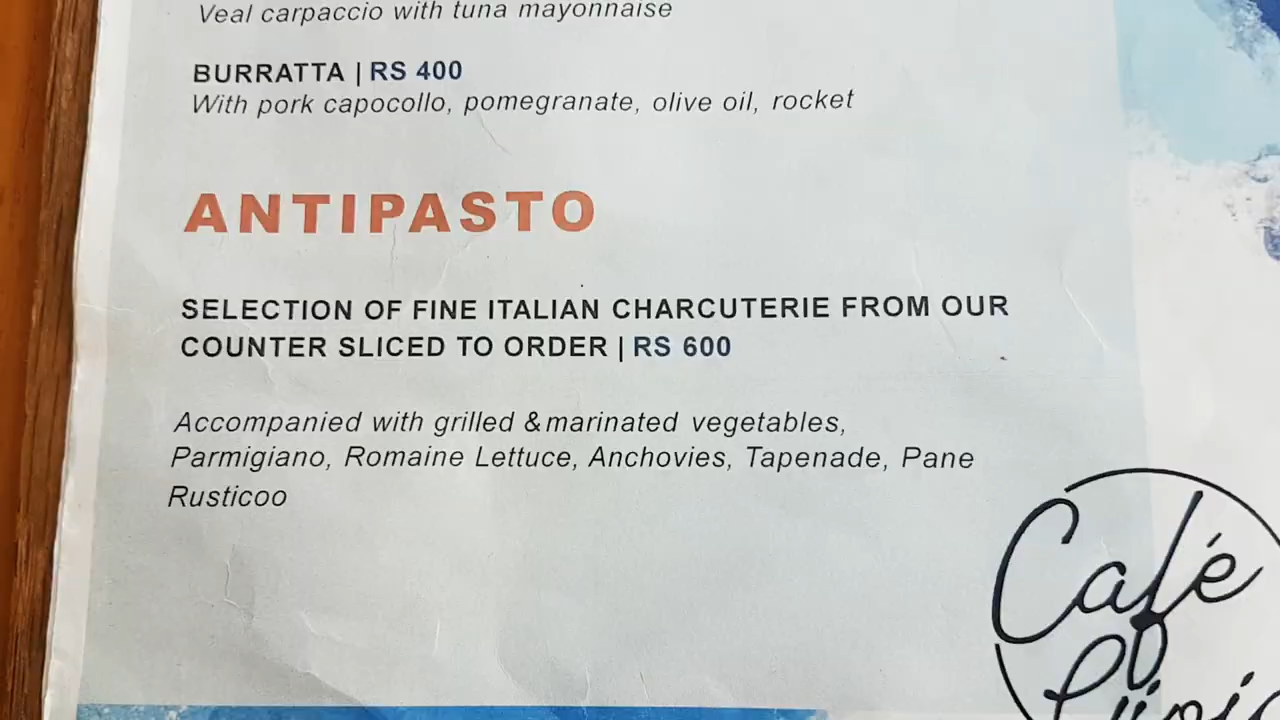 Veal carpaccio with tuna mayonnaise
BURRATTA | RS 400
With pork capocollo, pomegranate, olive oil, rocket
ANTIPASTO
SELECTION OF FINE ITALIAN CHARCUTERIE FROM OUR
COUNTER SLICED TO ORDER | RS 600
Accompanied with grilled & marinated vegetables,
Parmigiano, Romaine Lettuce, Anchovies, Tapenade, Pane
Rusticoo
Café